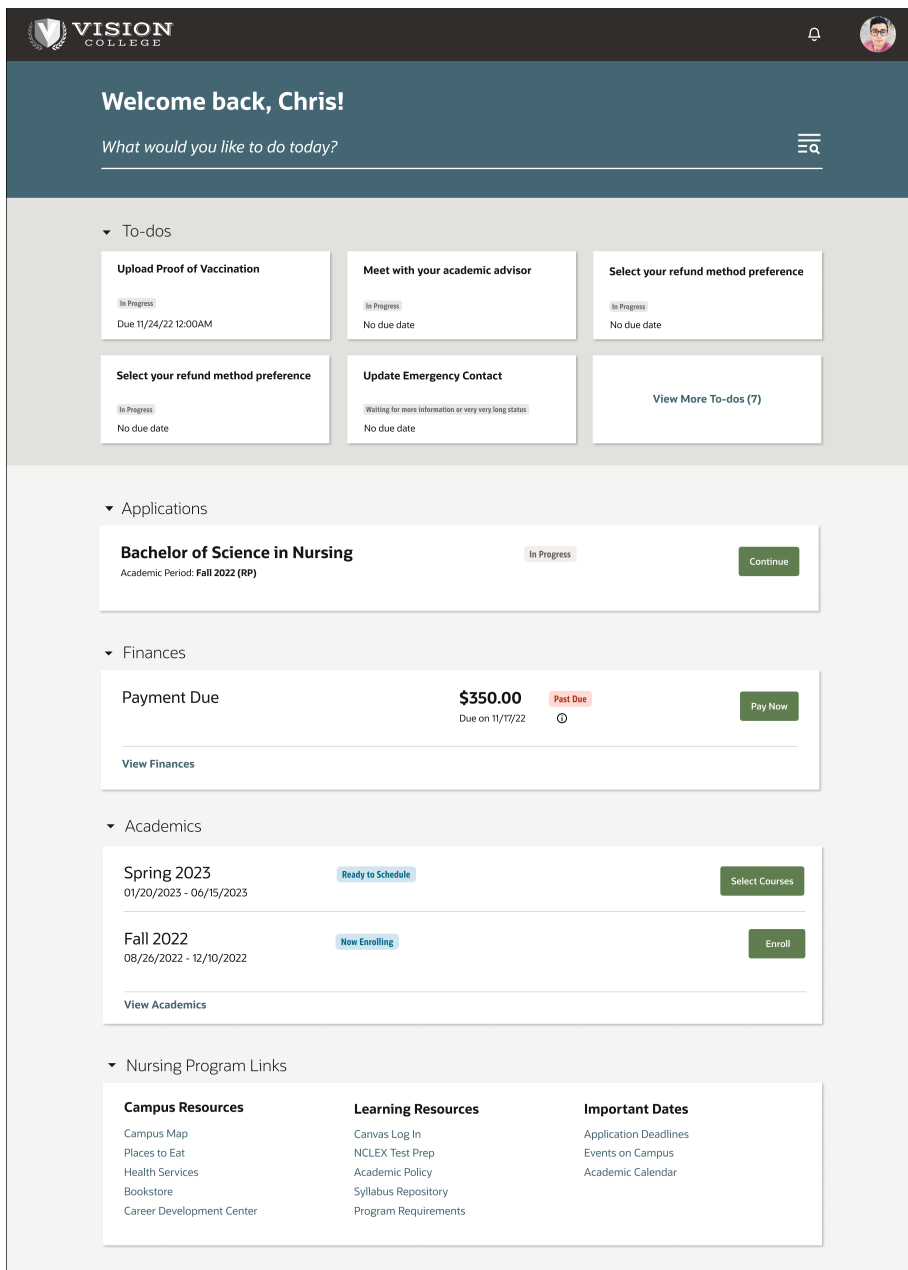 VISION
COLLEGE
Welcome back, Chris!
What would you like to do today?
To-dos
Upload Proof of Vaccination
In Progress
Due 11/24/22 12:00AM
Meet with your academic advisor
In Progress
No due date
Select your refund method preference
In Progress
No due date
Select your refund method preference
In Progress
No due date
Update Emergency Contact
Waiting for more information or very very long status
No due date
View More To-dos (7)
Applications
Bachelor of Science in Nursing
Academic Period: Fall 2022 (RP)
In Progress
Continue
Finances
Payment Due
$350.00
Due on 11/17/22
Past Due
Pay Now
View Finances
Academics
Spring 2023
01/20/2023 - 06/15/2023
Ready to Schedule
Select Courses
Fall 2022
08/26/2022 - 12/10/2022
Now Enrolling
Enroll
View Academics
Nursing Program Links
Campus Resources
Campus Map
Places to Eat
Health Services
Bookstore
Career Development Center
Learning Resources
Canvas Log In
NCLEX Test Prep
Academic Policy
Syllabus Repository
Program Requirements
Important Dates
Application Deadlines
Events on Campus
Academic Calendar